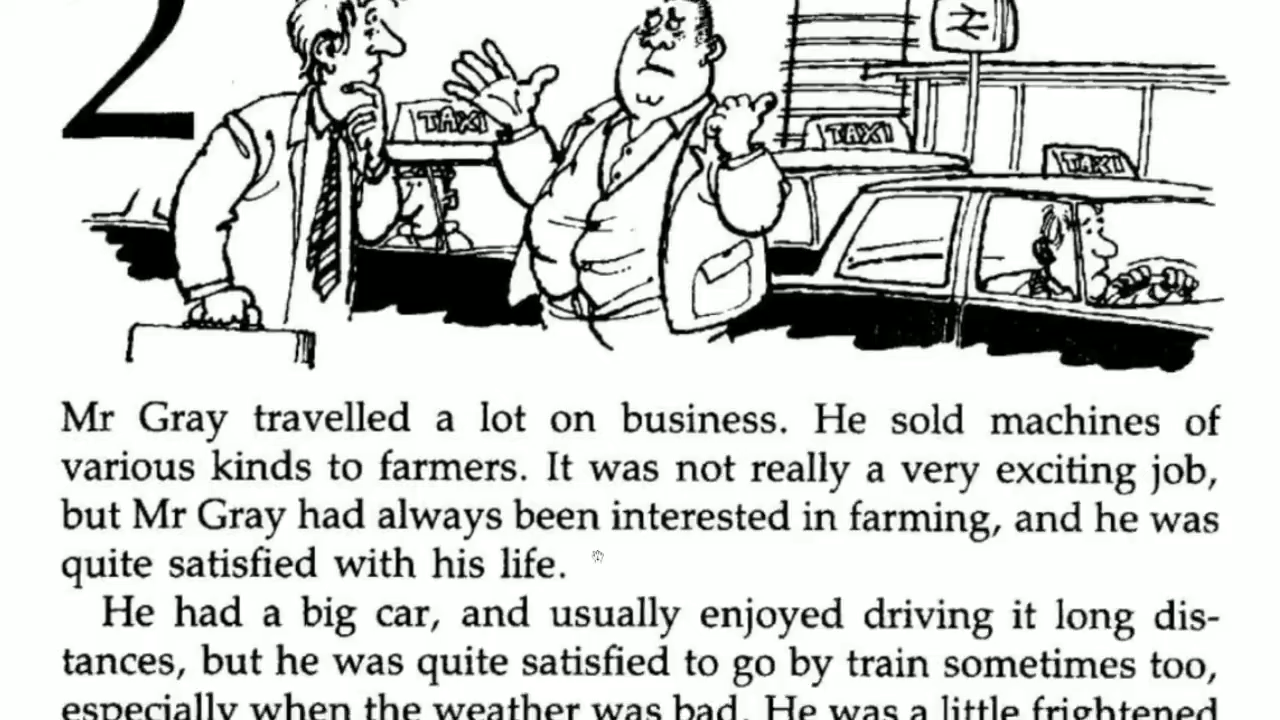 2
TAXI
TAXI
TAXI
Mr Gray travelled a lot on business. He sold machines of
various kinds to farmers. It was not really a very exciting job,
but Mr Gray had always been interested in farming, and he was
quite satisfied with his life.
He had a big car, and usually enjoyed driving it long dis-
tances, but he was quite satisfied to go by train sometimes too,
especially when the weather was bad. He was a little frightened